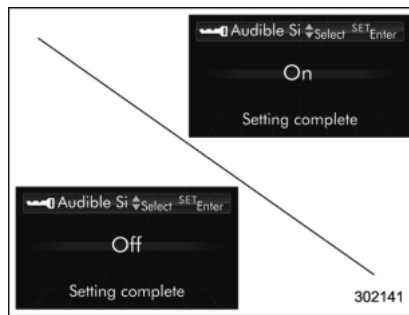 Audible Si Select SET Enter
On
Setting complete
Audible Si Select SET Enter
Off
Setting complete
302141